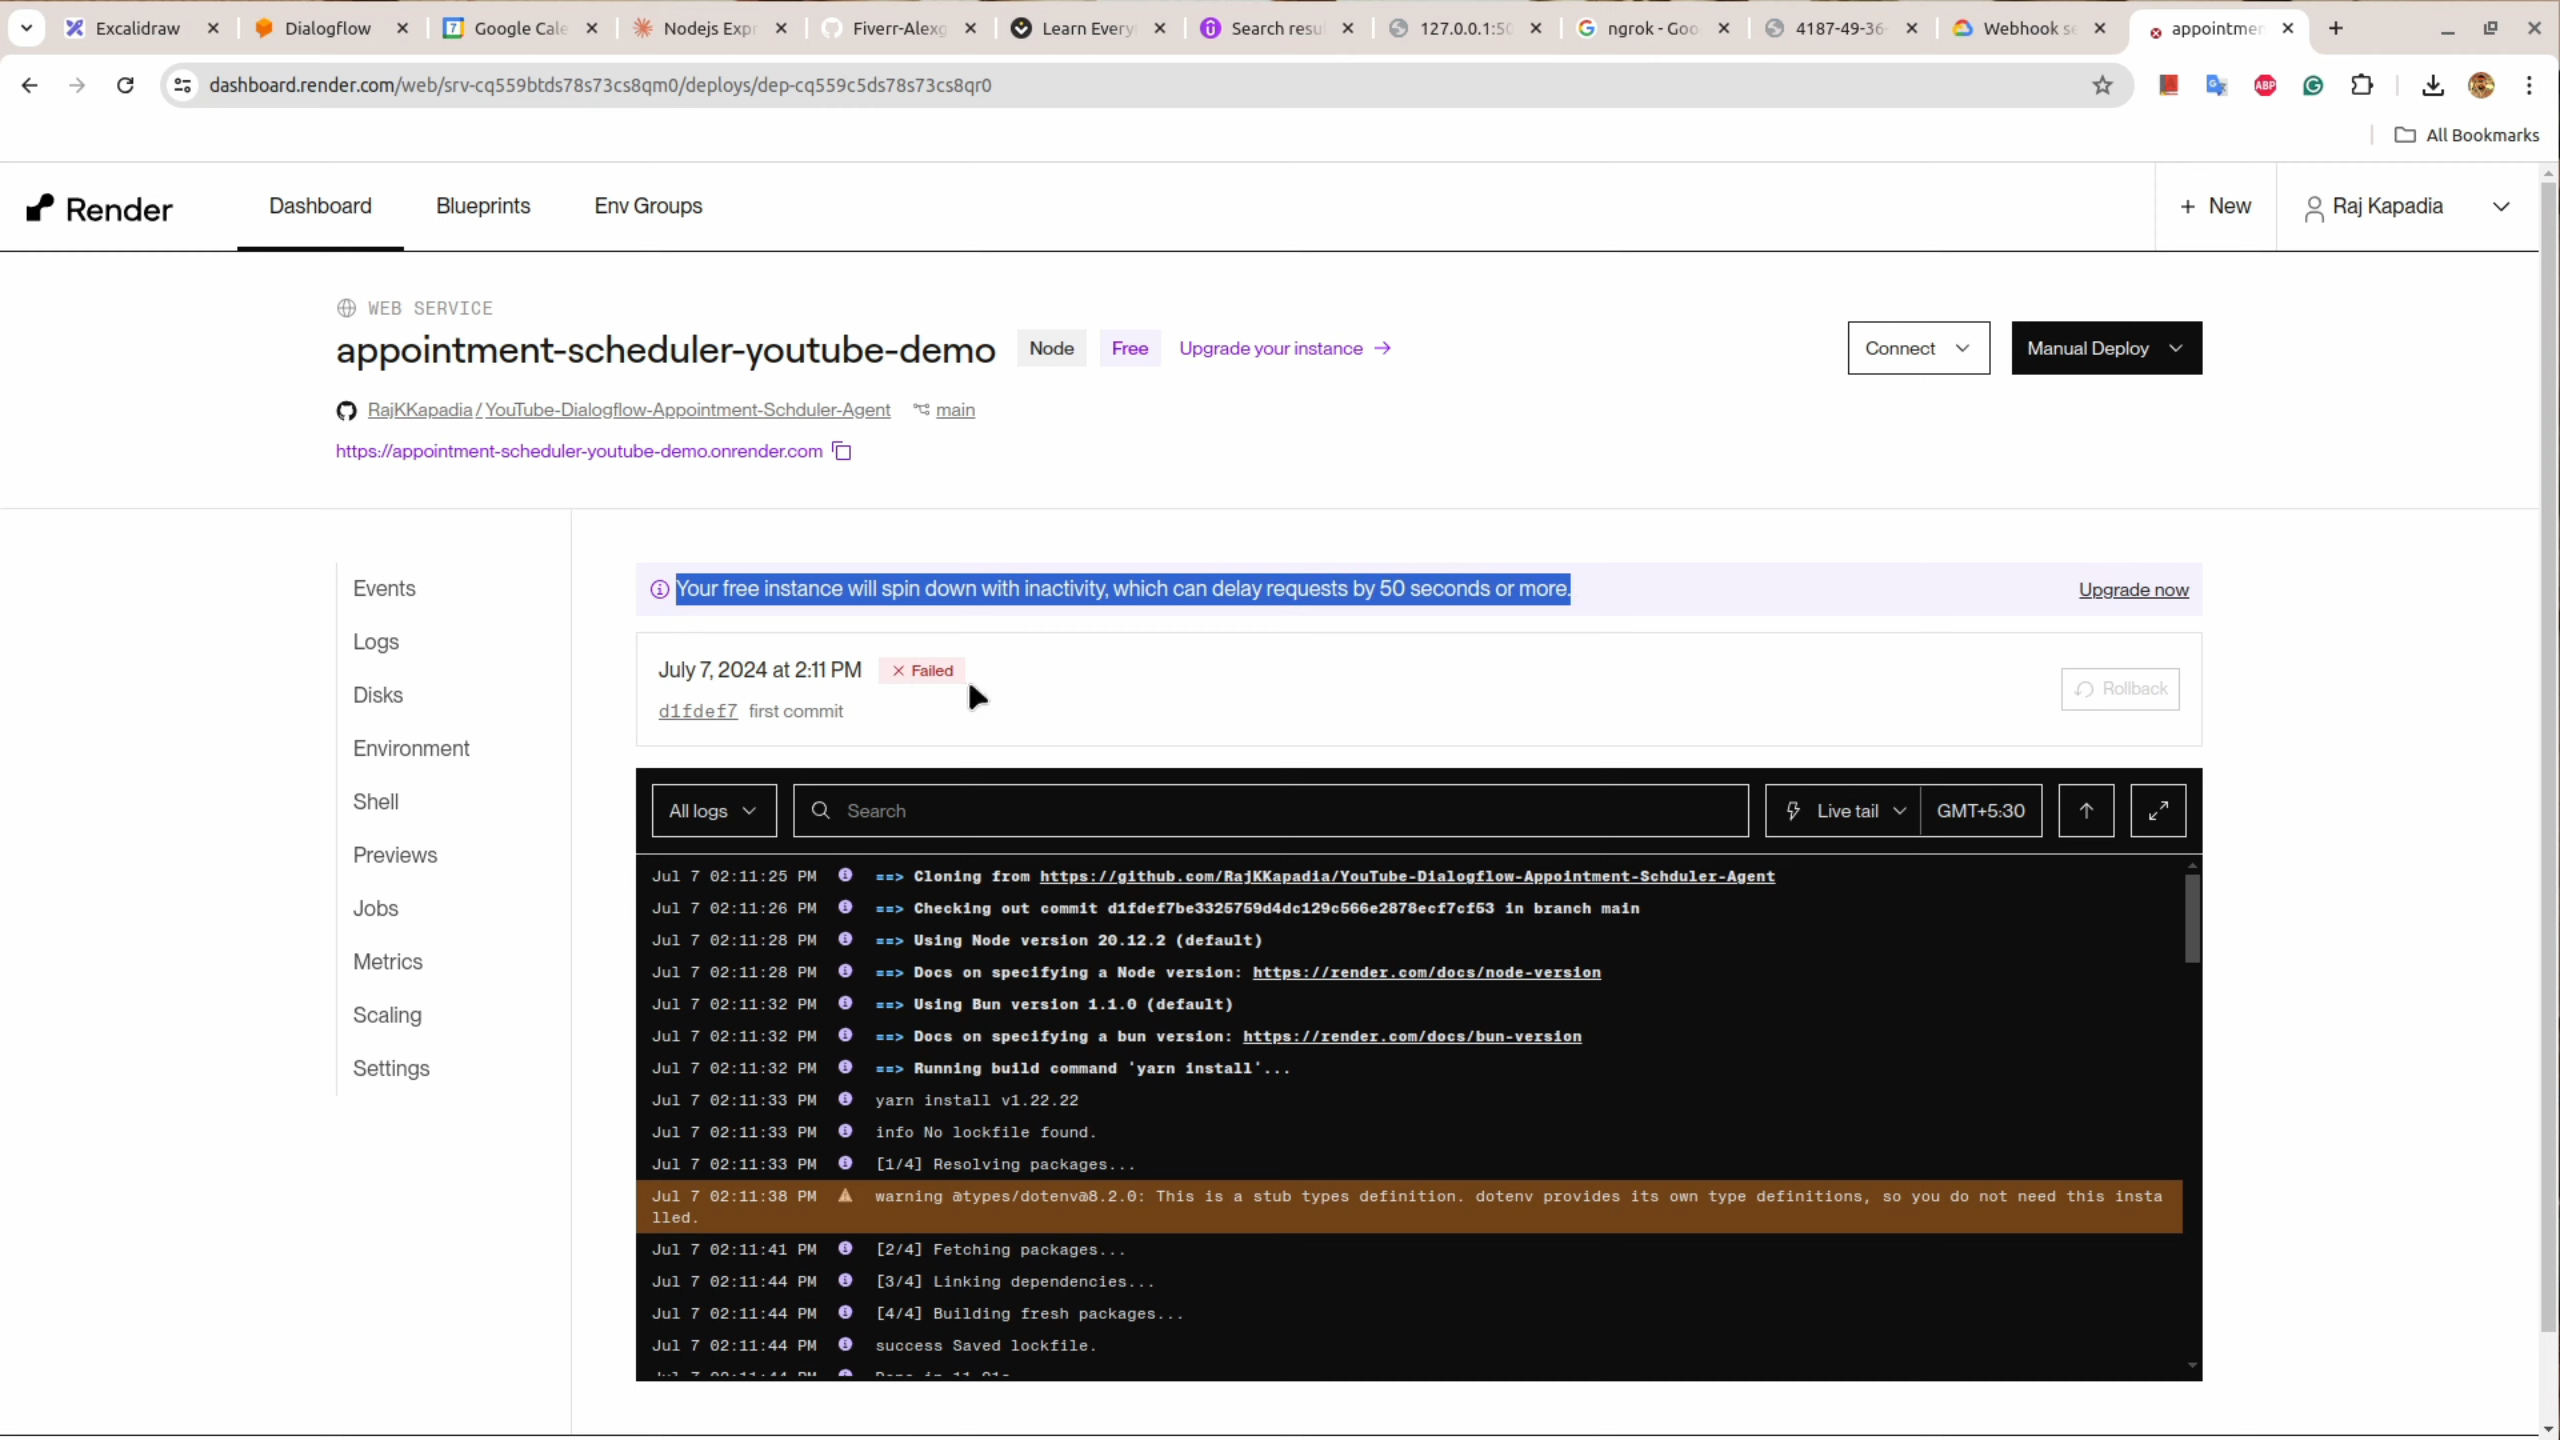 Excalidraw
Dialogflow
Google Cale
Nodejs Expr
Fiverr-Alexg
Learn Every
Search resu
127.0.0.1:50
ngrok - Goo
4187-49-36-
Webhook se
appointmen
dashboard.render.com/web/srv-cq559btds78s73cs8qm0/deploys/dep-cq559c5ds78s73cs8qr0
ABP
All Bookmarks
Render
Dashboard
Blueprints
Env Groups
+ New
Raj Kapadia
WEB SERVICE
appointment-scheduler-youtube-demo Node Free Upgrade your instance →
Connect
Manual Deploy
RajKKapadia / YouTube-Dialogflow-Appointment-Schduler-Agent main
https://appointment-scheduler-youtube-demo.onrender.com
Events
Logs
Disks
Environment
Shell
Previews
Jobs
Metrics
Scaling
Settings
Your free instance will spin down with inactivity, which can delay requests by 50 seconds or more.
Upgrade now
July 7, 2024 at 2:11 PM Failed
d1fdef7 first commit
Rollback
All logs
Search
Live tail
GMT+5:30
Jul 7 02:11:25 PM ==> Cloning from https://github.com/RajKKapadia/YouTube-Dialogflow-Appointment-Schduler-Agent
Jul 7 02:11:26 PM ==> Checking out commit d1fdef7be3325759d4dc129c566e2878ecf7cf53 in branch main
Jul 7 02:11:28 PM ==> Using Node version 20.12.2 (default)
Jul 7 02:11:28 PM ==> Docs on specifying a Node version: https://render.com/docs/node-version
Jul 7 02:11:32 PM ==> Using Bun version 1.1.0 (default)
Jul 7 02:11:32 PM ==> Docs on specifying a bun version: https://render.com/docs/bun-version
Jul 7 02:11:32 PM ==> Running build command 'yarn install'...
Jul 7 02:11:33 PM yarn install v1.22.22
Jul 7 02:11:33 PM info No lockfile found.
Jul 7 02:11:33 PM [1/4] Resolving packages...
Jul 7 02:11:38 PM warning @types/dotenv@8.2.0: This is a stub types definition. dotenv provides its own type definitions, so you do not need this insta
lled.
Jul 7 02:11:41 PM [2/4] Fetching packages...
Jul 7 02:11:44 PM [3/4] Linking dependencies...
Jul 7 02:11:44 PM [4/4] Building fresh packages...
Jul 7 02:11:44 PM success Saved lockfile.